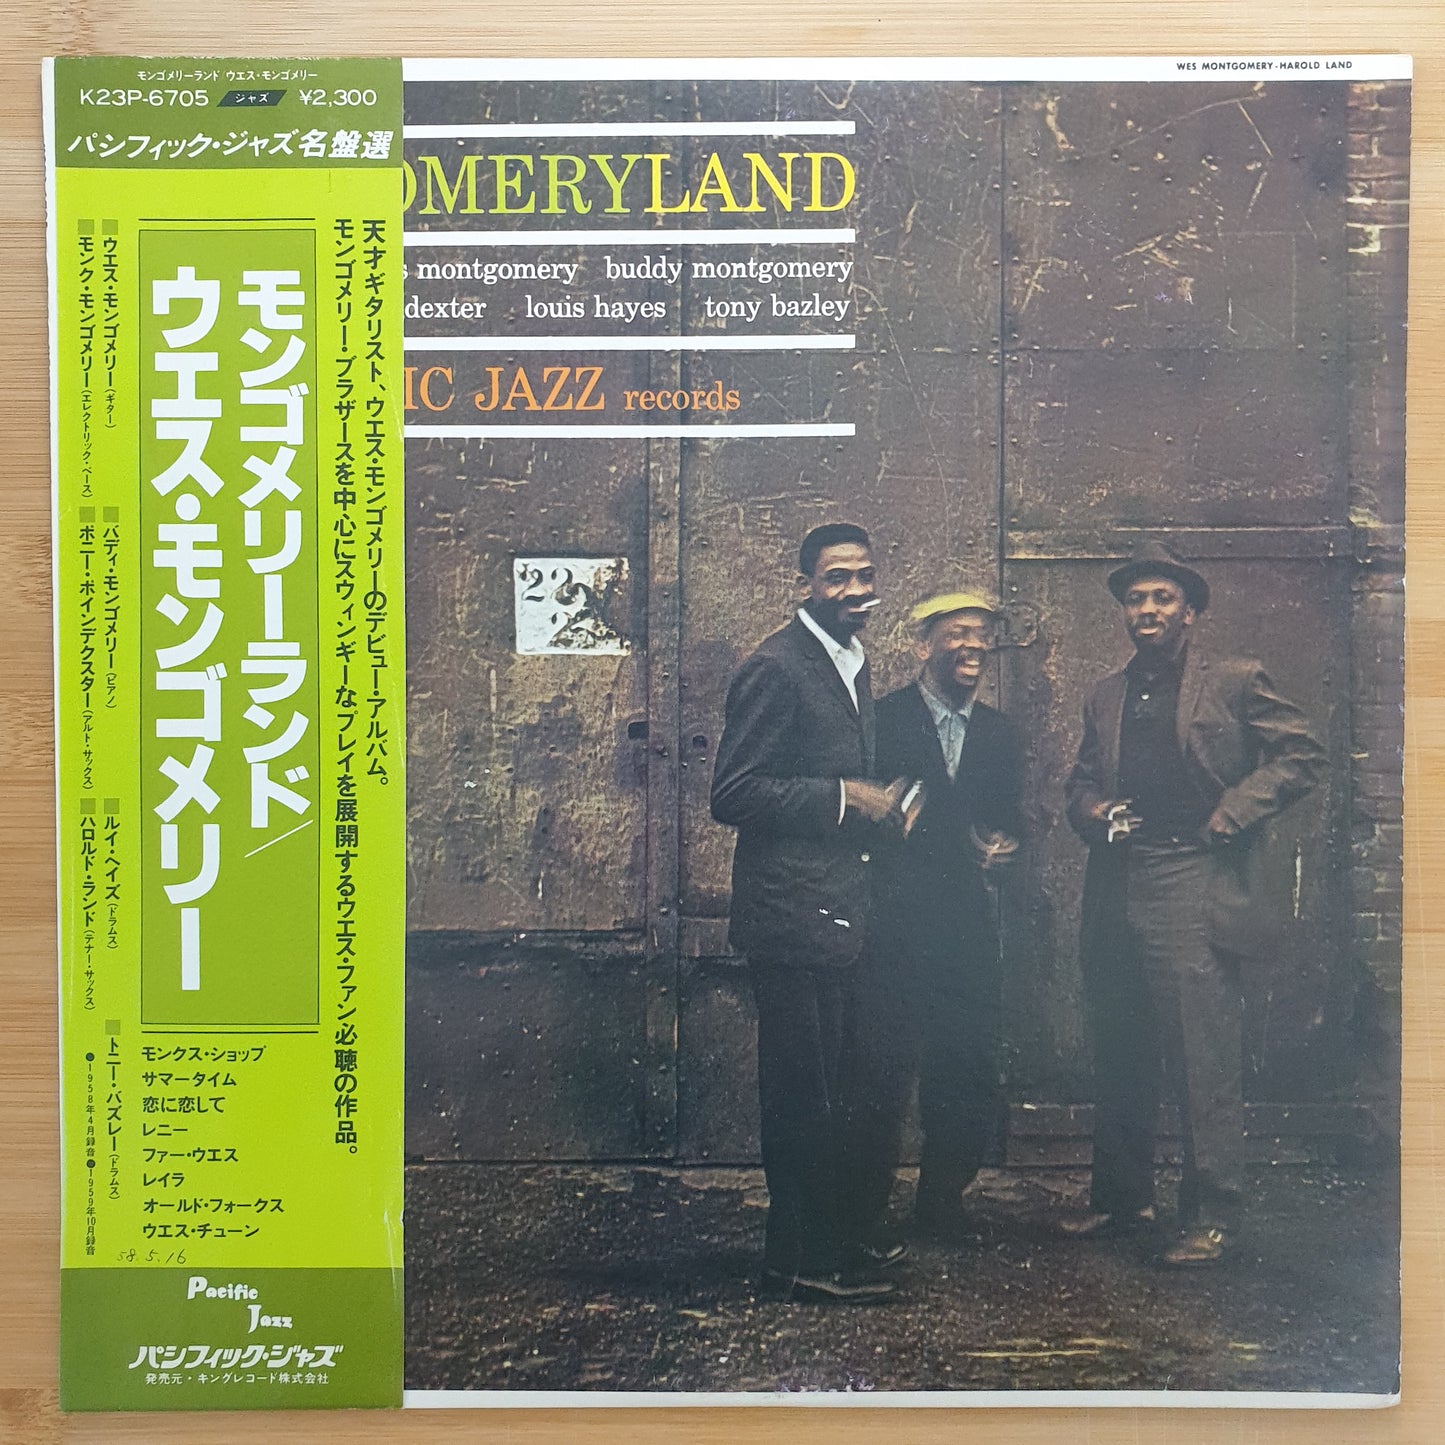 モンゴメリーランド ウエス・モンゴメリー
K23P-6705 ジャズ ¥2,300
パシフィック・ジャズ名盤選
天才ギタリスト、ウエス・モンゴメリーのデビュー・アルバム。
モンゴメリー・ブラザースを中心にスウィンギーなプレイを展開するウエス・ファン必聴の作品。
モンゴメリーランド/
ウエス・モンゴメリー
■ウエス・モンゴメリー(ギター)
■バディ・モンゴメリー(ピアノ)
■ルイ・ヘイズ(ドラムス)
■トニー・バズレー(ドラムス)
■モンク・モンゴメリー(エレクトリック・ベース)
■ポニー・ポインデクスター(アルト・サックス)
■ハロルド・ランド(テナー・サックス)
●1958年4月録音●1959年10月録音
モンクス・ショップ
サマータイム
恋に恋して
レニー
ファー・ウエス
レイラ
オールド・フォークス
ウエス・チューン
58.5.16
Pacific
Jazz
パシフィック・ジャズ
発売元・キングレコード株式会社
WES MONTGOMERY-HAROLD LAND
OMERYLAND
s montgomery buddy montgomery
dexter louis hayes tony bazley
IC JAZZ records
22
2